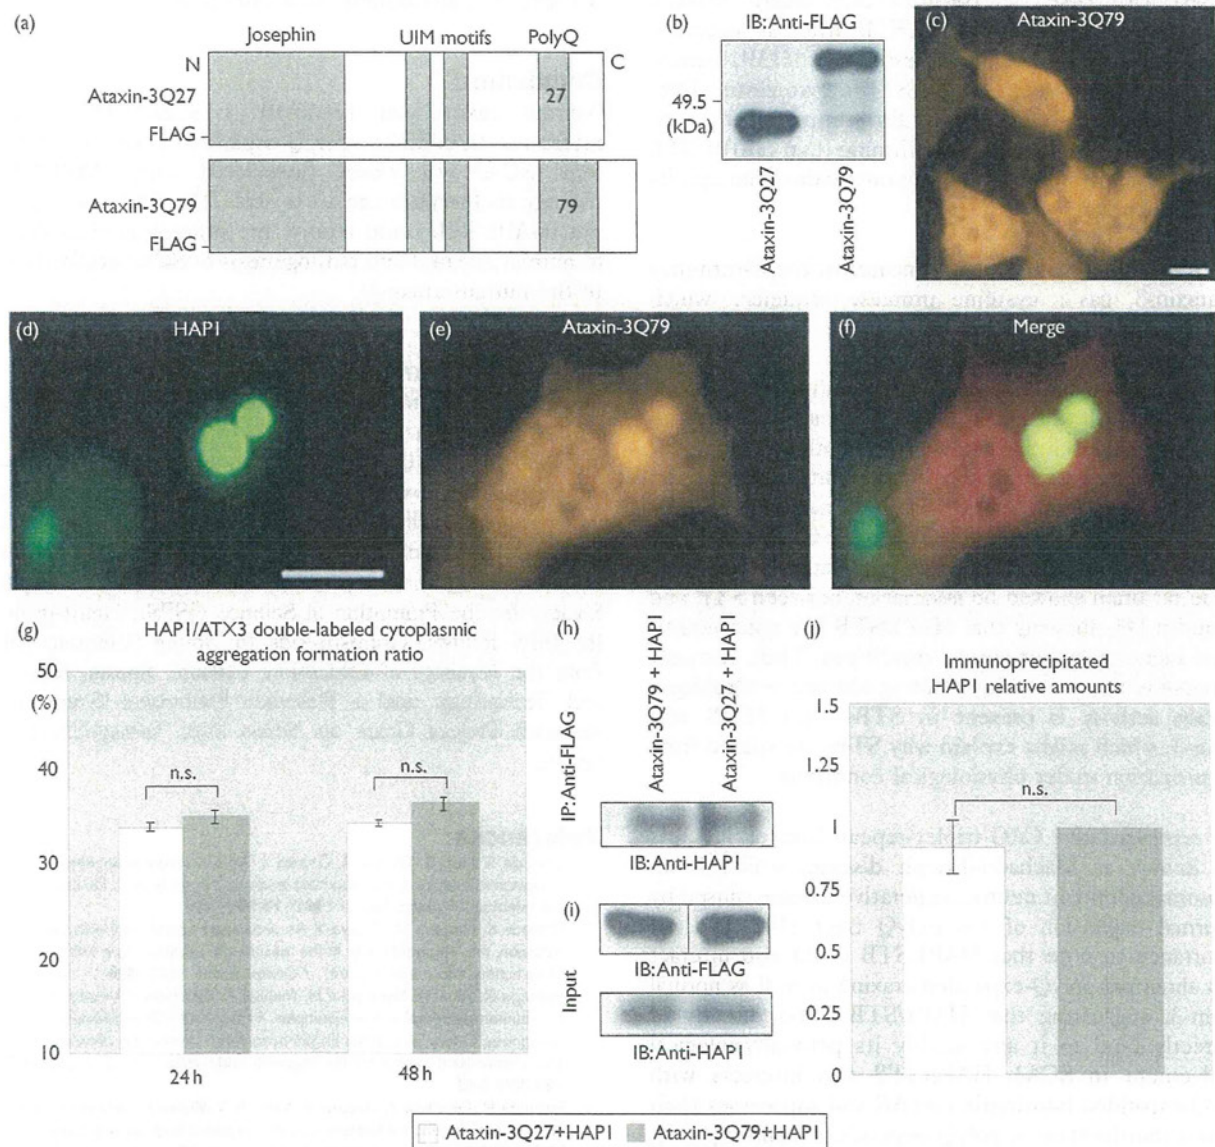 (a)
Josephin
UIM motifs
PolyQ
N
C
Ataxin-3Q27
27
FLAG
Ataxin-3Q79
79
FLAG
(b)
IB:Anti-FLAG
49.5
(kDa)
Ataxin-3Q27
Ataxin-3Q79
(c)
Ataxin-3Q79
(d)
HAP1
(e)
Ataxin-3Q79
(f)
Merge
(g)
HAP1/ATX3 double-labeled cytoplasmic
aggregation formation ratio
50
(%)
40
30
20
10
n.s.
n.s.
24 h
48 h
(h)
IP:Anti-FLAG
Ataxin-3Q79 + HAP1
Ataxin-3Q27 + HAP1
IB:Anti-HAP1
(i)
Input
IB:Anti-FLAG
IB:Anti-HAP1
(j)
Immunoprecipitated
HAP1 relative amounts
1.5
1.25
1
0.75
0.5
0.25
0
n.s.
Ataxin-3Q27+HAP1
Ataxin-3Q79+HAP1